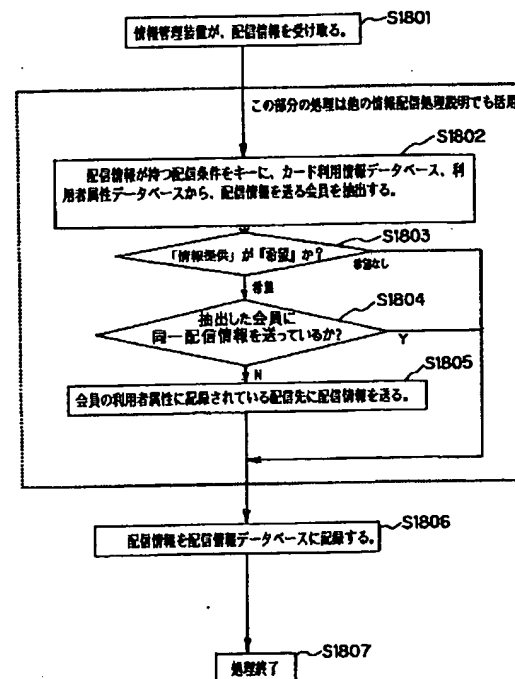 S1801
情報管理装置が、配信情報を受け取る。
この部分の処理は他の情報配信処理説明でも活用
S1802
配信情報が持つ配信条件をキーに、カード利用情報データベース、利
用者属性データベースから、配信情報を送る会員を抽出する。
S1803
「情報提供」が『希望』か?
希望なし
希望
S1804
抽出した会員に
同一配信情報を送っているか?
Y
N
S1805
会員の利用者属性に記録されている配信先に配信情報を送る。
S1806
配信情報を配信情報データベースに記録する。
S1807
処理終了